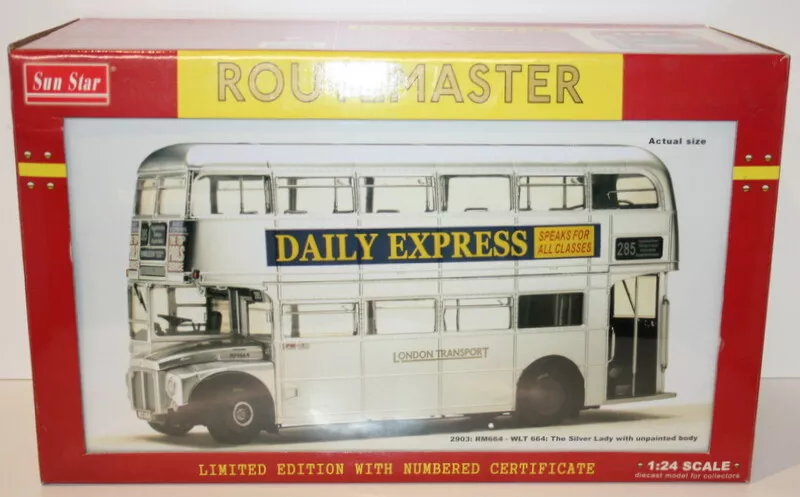 Sun Star
ROUTEMASTER
Actual size
DAILY EXPRESS
SPEAKS FOR
ALL CLASSES
285
LONDON TRANSPORT
2903: RM664 - WLT 664: The Silver Lady with unpainted body
LIMITED EDITION WITH NUMBERED CERTIFICATE
1:24 SCALE
diecast model for collectors